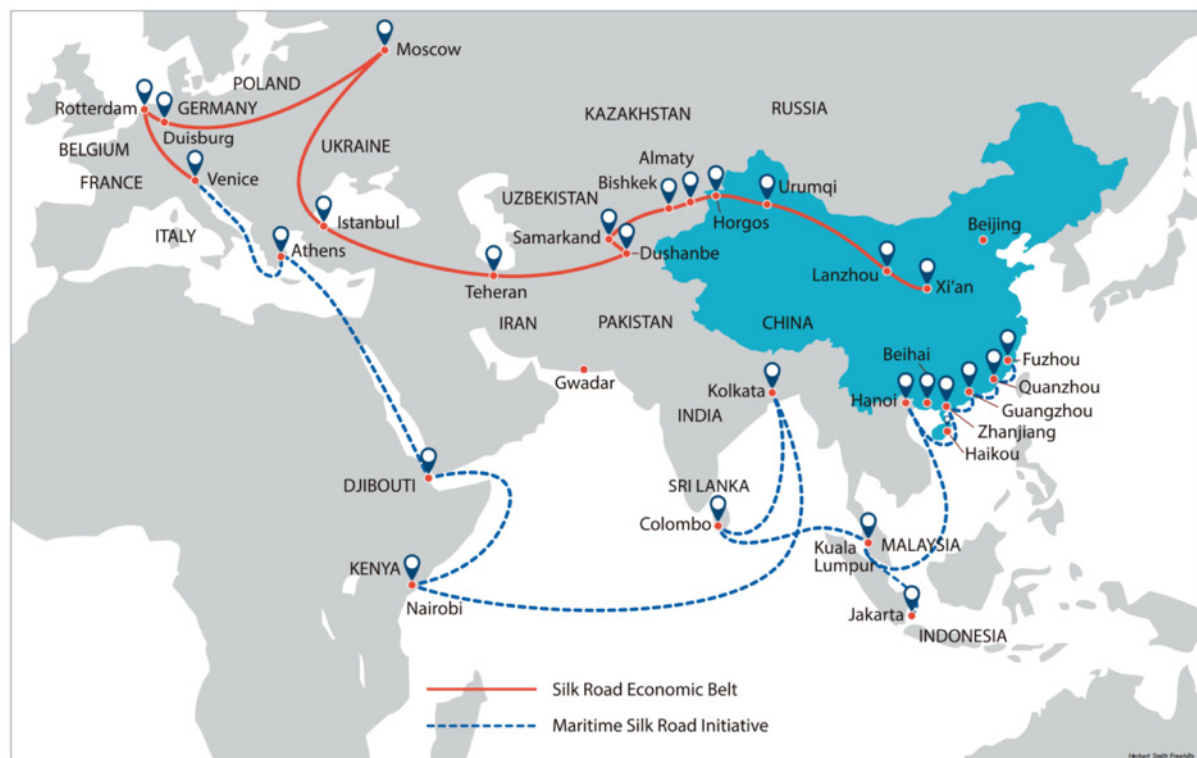 Moscow
POLAND
Rotterdam
GERMANY
Duisburg
KAZAKHSTAN
RUSSIA
UKRAINE
BELGIUM
FRANCE
Venice
Almaty
Bishkek
Urumqi
UZBEKISTAN
Horgos
Istanbul
ITALY
Athens
Samarkand
Dushanbe
Beijing
Lanzhou
Xi'an
Teheran
IRAN
PAKISTAN
CHINA
Beihai
Fuzhou
Gwadar
Kolkata
Hanoi
Quanzhou
INDIA
Guangzhou
Zhanjiang
Haikou
DJIBOUTI
SRI LANKA
Colombo
Kuala
Lumpur
MALAYSIA
KENYA
Nairobi
Jakarta
INDONESIA
Silk Road Economic Belt
Maritime Silk Road Initiative
Herbert Smith Freehills